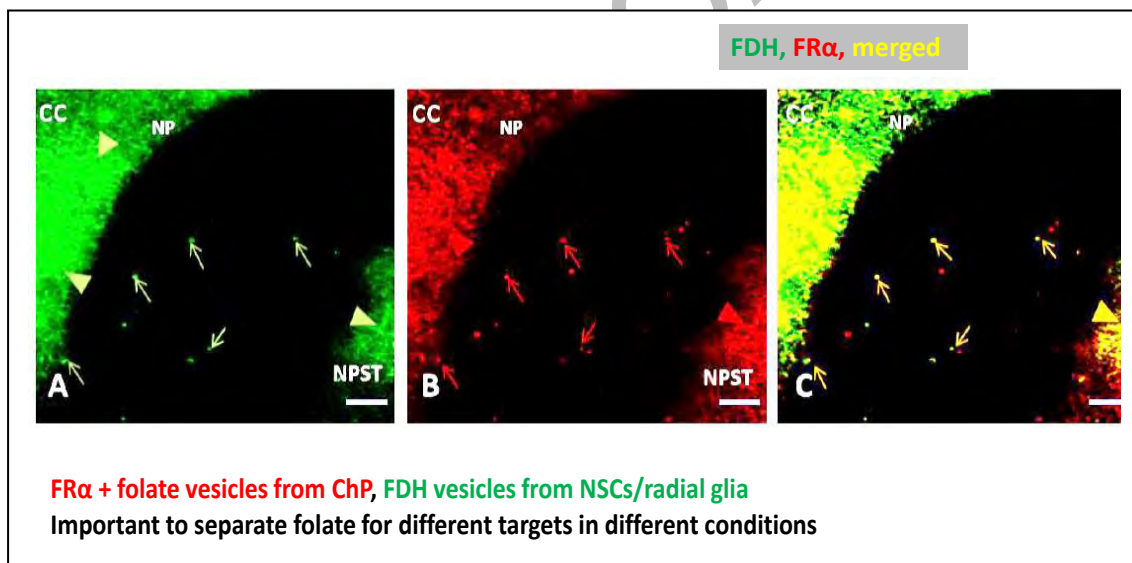 FDH, FRα, merged
CC
NP
A
NPST
CC
NP
B
NPST
CC
NP
C
FRα + folate vesicles from ChP, FDH vesicles from NSCs/radial glia
Important to separate folate for different targets in different conditions